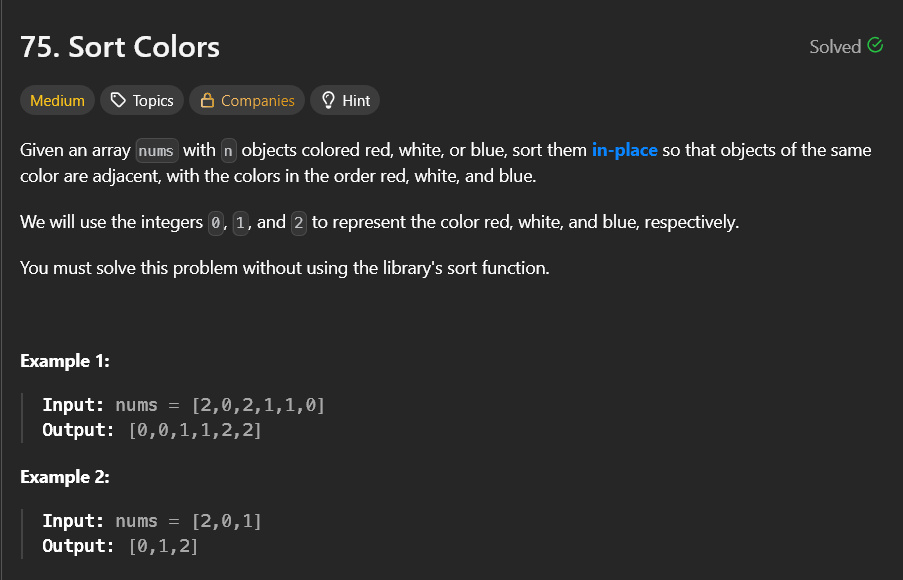 75. Sort Colors
Solved
Medium Topics Companies Hint
Given an array nums with n objects colored red, white, or blue, sort them in-place so that objects of the same
color are adjacent, with the colors in the order red, white, and blue.
We will use the integers 0, 1, and 2 to represent the color red, white, and blue, respectively.
You must solve this problem without using the library's sort function.
Example 1:
Input: nums = [2,0,2,1,1,0]
Output: [0,0,1,1,2,2]
Example 2:
Input: nums = [2,0,1]
Output: [0,1,2]